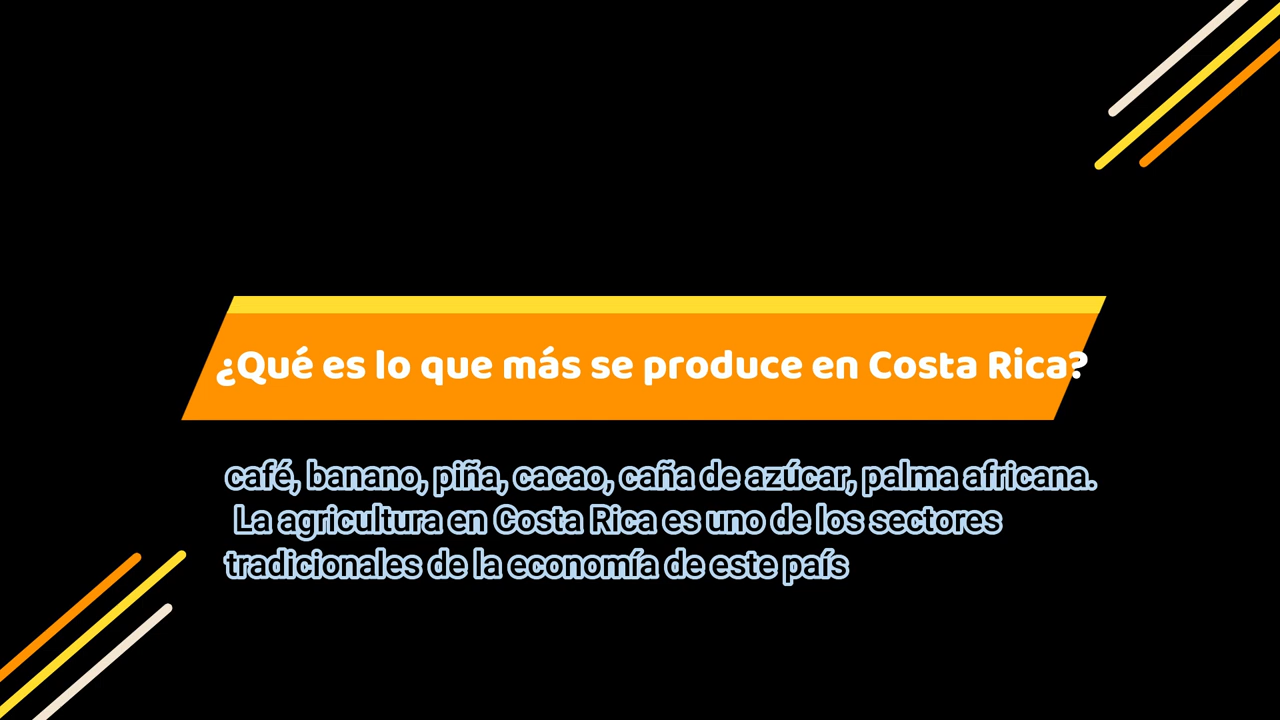 ¿Qué es lo que más se produce en Costa Rica?
café, banano, piña, cacao, caña de azúcar, palma africana.
La agricultura en Costa Rica es uno de los sectores
tradicionales de la economía de este país